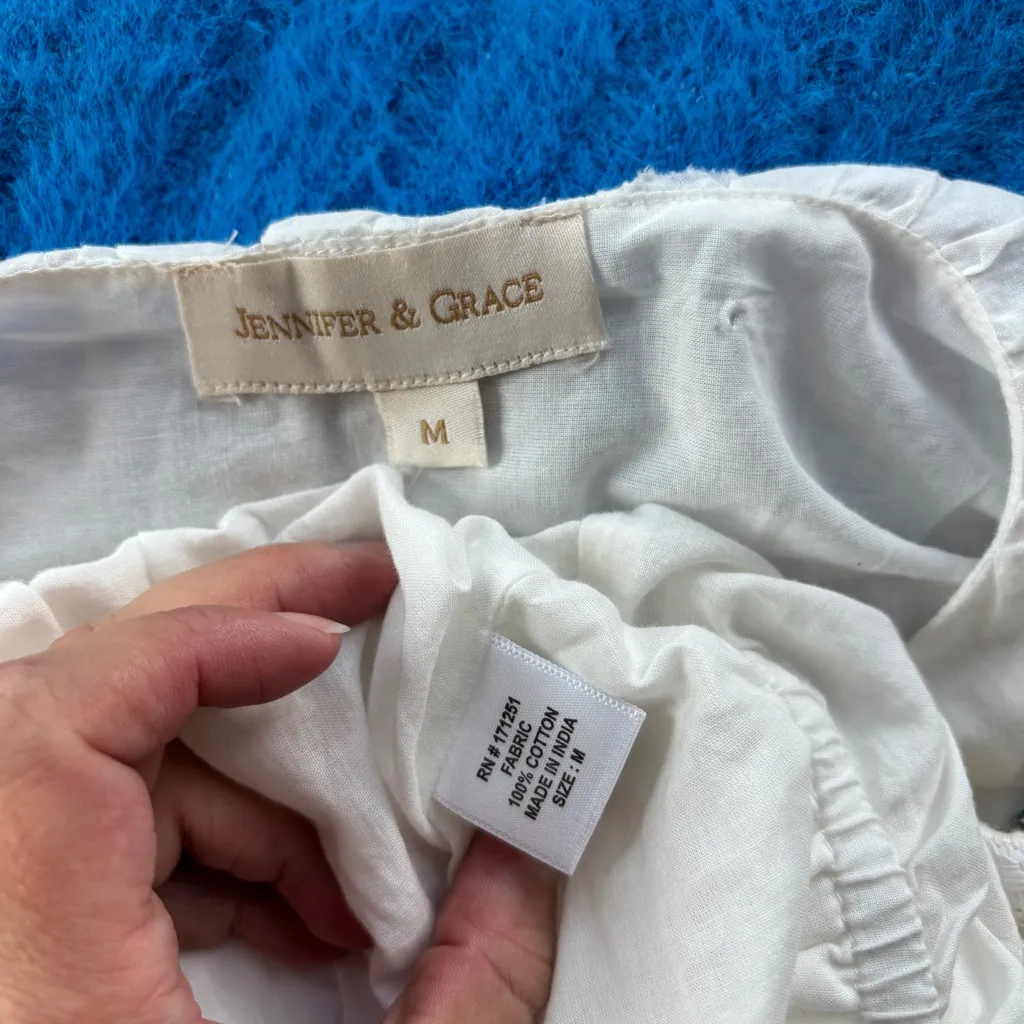 JENNIFER & GRACE
M
RN # 171251
FABRIC
100% COTTON
MADE IN INDIA
SIZE : M